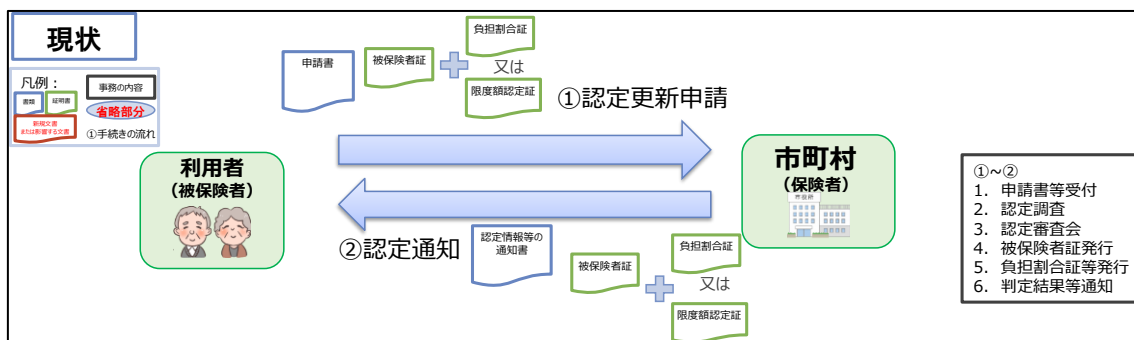 現状
凡例：
書類
証明書
事務の内容
省略部分
新規文書
または影響する文書
①手続きの流れ
申請書
被保険者証
負担割合証
又は
限度額認定証
①認定更新申請
利用者
（被保険者）
市町村
（保険者）
市役所
②認定通知
認定情報等の
通知書
被保険者証
負担割合証
又は
限度額認定証
①~②
1. 申請書等受付
2. 認定調査
3. 認定審査会
4. 被保険者証発行
5. 負担割合証等発行
6. 判定結果等通知